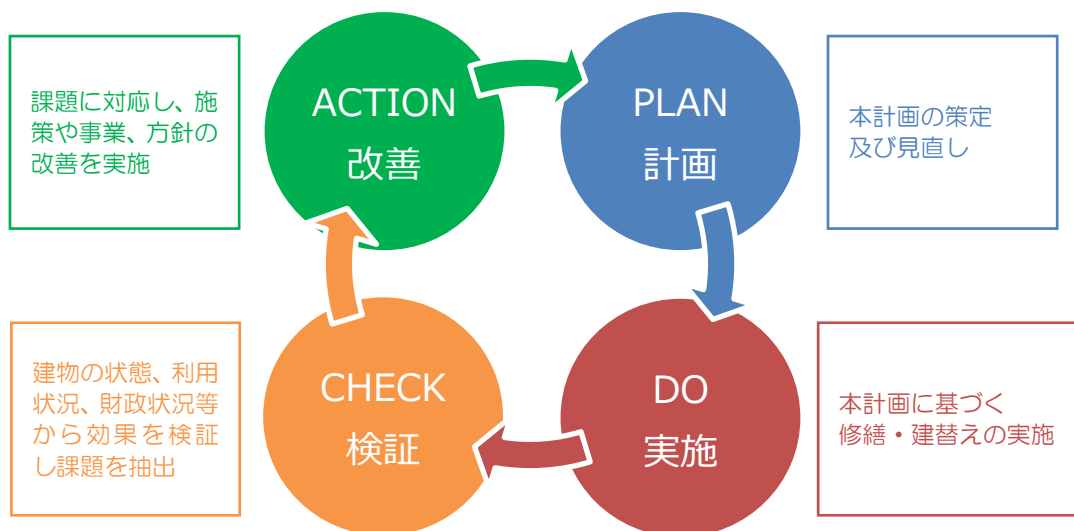 課題に対応し、施
策や事業、方針の
改善を実施
ACTION
改善
PLAN
計画
本計画の策定
及び見直し
建物の状態、利用
状況、財政状況等
から効果を検証
し課題を抽出
CHECK
検証
DO
実施
本計画に基づく
修繕・建替えの実施